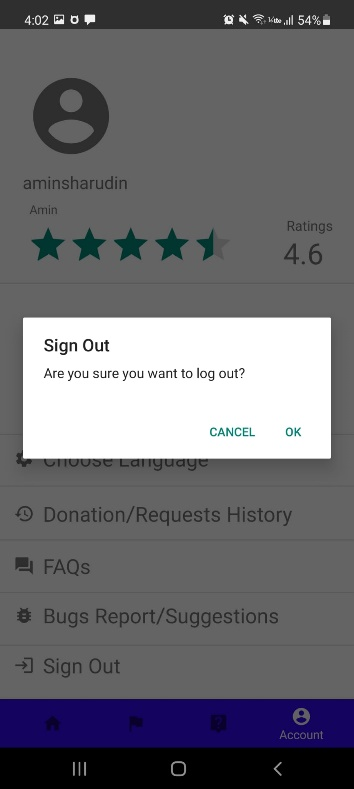 4:02
54%
aminsharudin
Amin
Ratings
4.6
Sign Out
Are you sure you want to log out?
CANCEL
OK
Choose Language
Donation/Requests History
FAQs
Bugs Report/Suggestions
Sign Out
Account